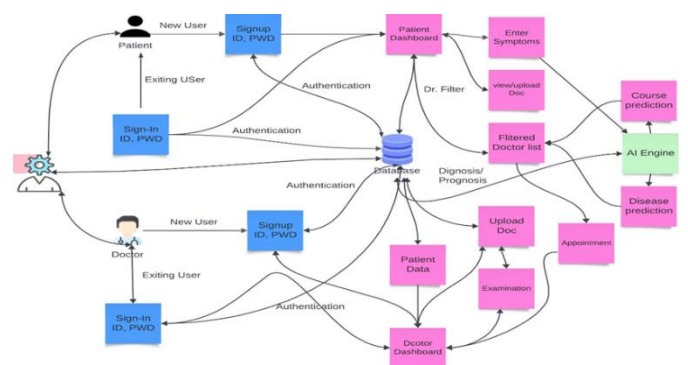 New User
Signup
ID, PWD
Patient
Dashboard
Enter
Symptoms
Patient
Exiting USer
Authentication
Dr. Filter
view/upload
Doc
Course
prediction
Sign-In
ID, PWD
Authentication
Flitered
Doctor list
AI Engine
Database
Dignosis/
Prognosis
Authentication
Disease
prediction
New User
Signup
ID, PWD
Upload
Doc
Appointment
Doctor
Patient
Data
Exiting User
Examination
Sign-In
ID, PWD
Authentication
Dcotor
Dashboard